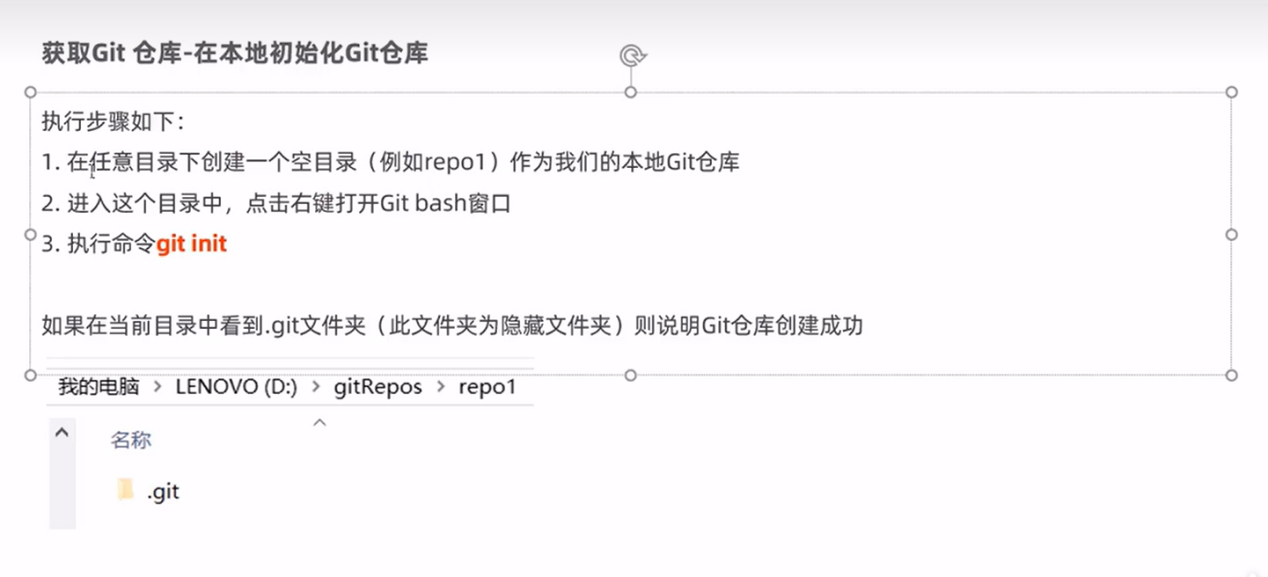 获取Git 仓库-在本地初始化Git仓库
执行步骤如下：
1. 在任意目录下创建一个空目录（例如repo1）作为我们的本地Git仓库
2. 进入这个目录中，点击右键打开Git bash窗口
3. 执行命令git init
如果在当前目录中看到.git文件夹（此文件夹为隐藏文件夹）则说明Git仓库创建成功
我的电脑 > LENOVO (D:) > gitRepos > repo1
名称
.git